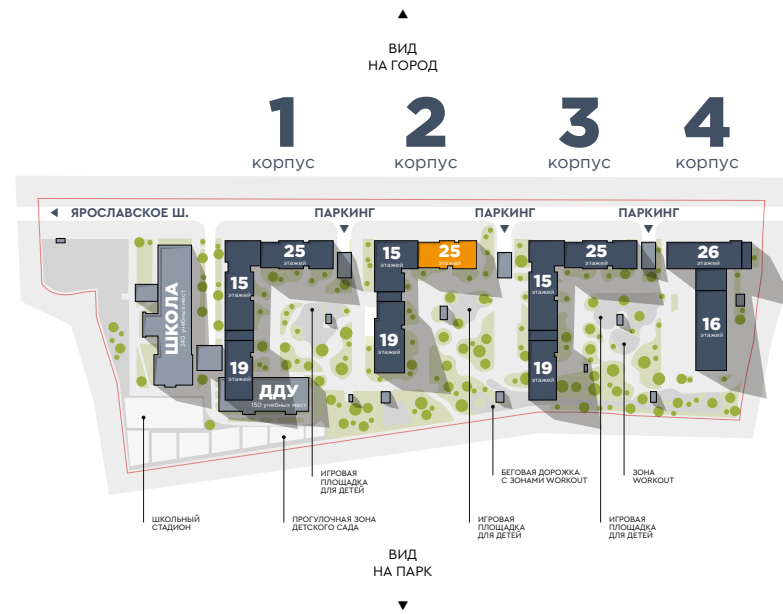 ВИД
НА ГОРОД
1
корпус
2
корпус
3
корпус
4
корпус
ЯРОСЛАВСКОЕ Ш.
ПАРКИНГ
ПАРКИНГ
ПАРКИНГ
25
этажей
15
этажей
19
этажей
15
этажей
25
этажей
19
этажей
25
этажей
15
этажей
19
этажей
26
этажей
16
этажей
ШКОЛА
ДДУ
150 учебных мест
ИГРОВАЯ
ПЛОЩАДКА
ДЛЯ ДЕТЕЙ
БЕГОВАЯ ДОРОЖКА
С ЗОНАМИ WORKOUT
ЗОНА
WORKOUT
ШКОЛЬНЫЙ
СТАДИОН
ПРОГУЛОЧНАЯ ЗОНА
ДЕТСКОГО САДА
ИГРОВАЯ
ПЛОЩАДКА
ДЛЯ ДЕТЕЙ
ИГРОВАЯ
ПЛОЩАДКА
ДЛЯ ДЕТЕЙ
ВИД
НА ПАРК